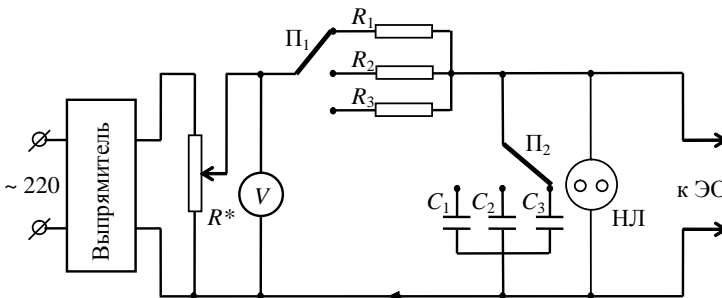 R1
П1
R2
R3
Выпрямитель
П2
~ 220
R*
V
C1
C2
C3
НЛ
к ЭО